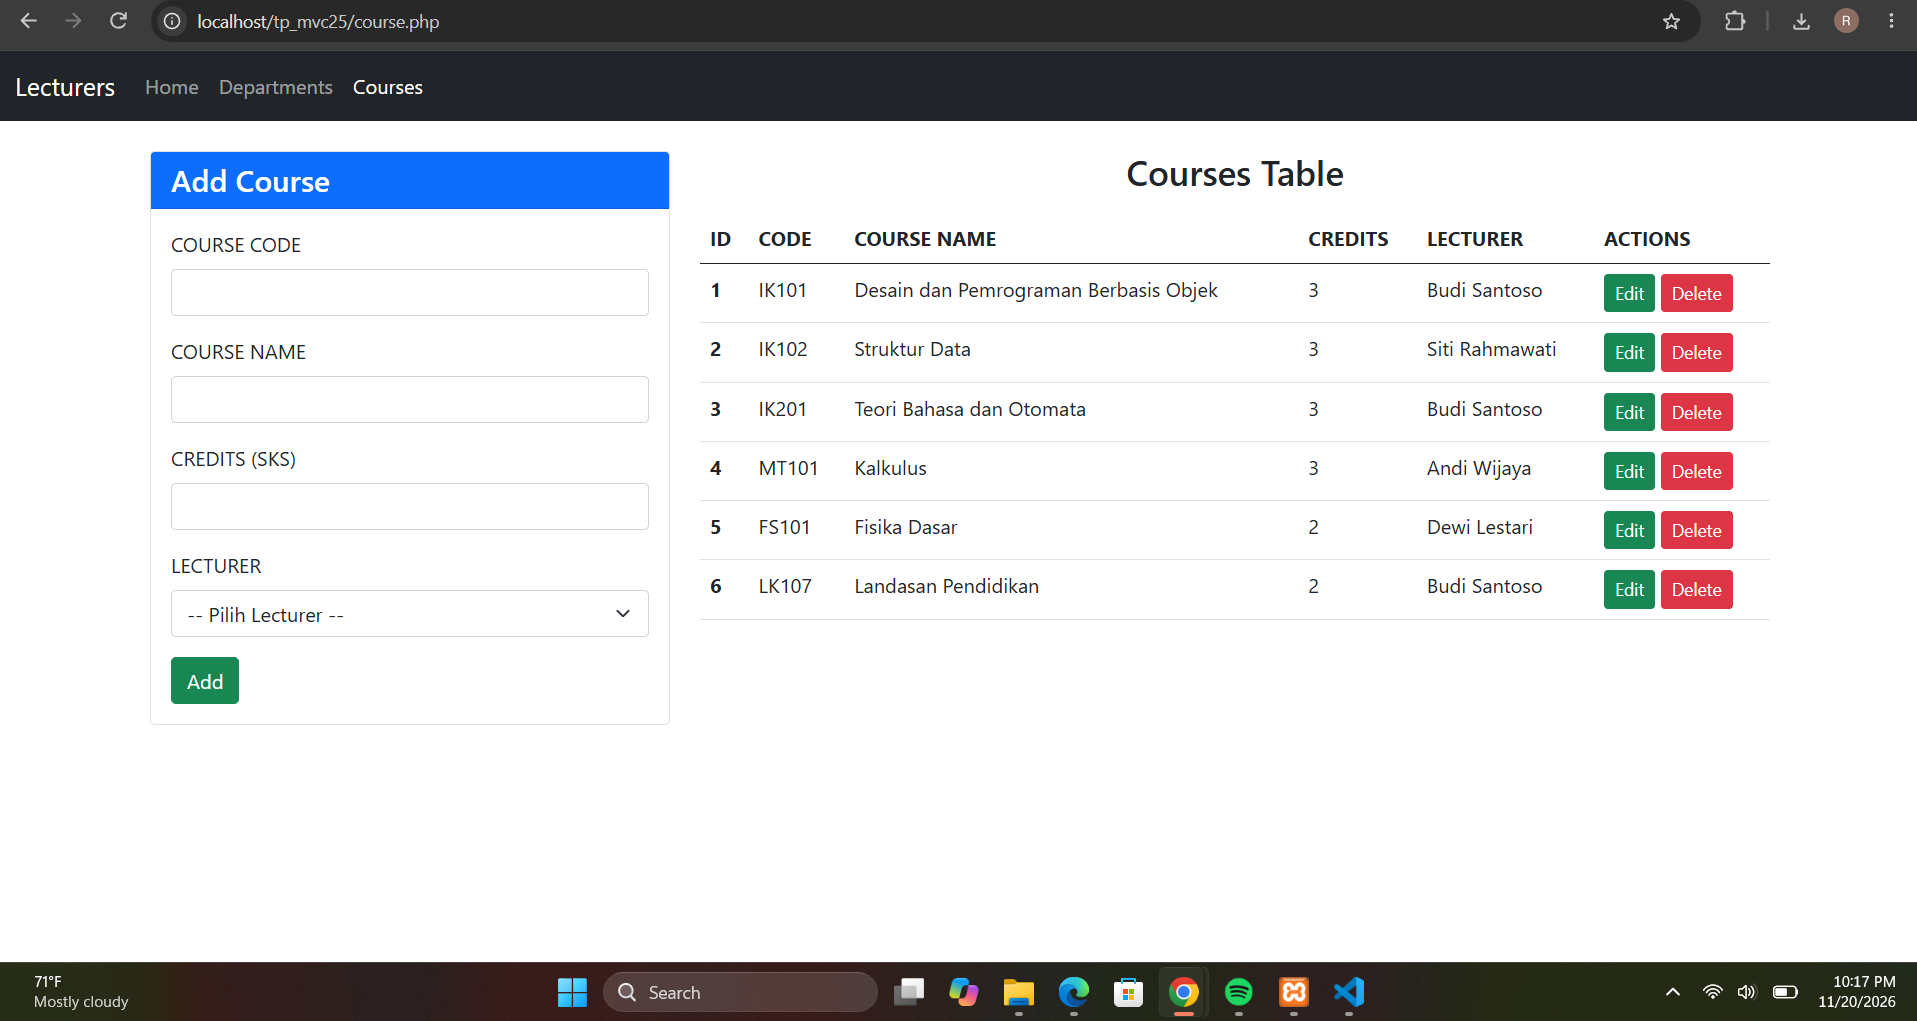 localhost/tp_mvc25/course.php
R
Lecturers Home Departments Courses
Add Course
COURSE CODE
COURSE NAME
CREDITS (SKS)
LECTURER
-- Pilih Lecturer --
Add
Courses Table
ID CODE COURSE NAME CREDITS LECTURER ACTIONS
1 IK101 Desain dan Pemrograman Berbasis Objek 3 Budi Santoso Edit Delete
2 IK102 Struktur Data 3 Siti Rahmawati Edit Delete
3 IK201 Teori Bahasa dan Otomata 3 Budi Santoso Edit Delete
4 MT101 Kalkulus 3 Andi Wijaya Edit Delete
5 FS101 Fisika Dasar 2 Dewi Lestari Edit Delete
6 LK107 Landasan Pendidikan 2 Budi Santoso Edit Delete
71°F
Mostly cloudy
Search
10:17 PM
11/20/2026